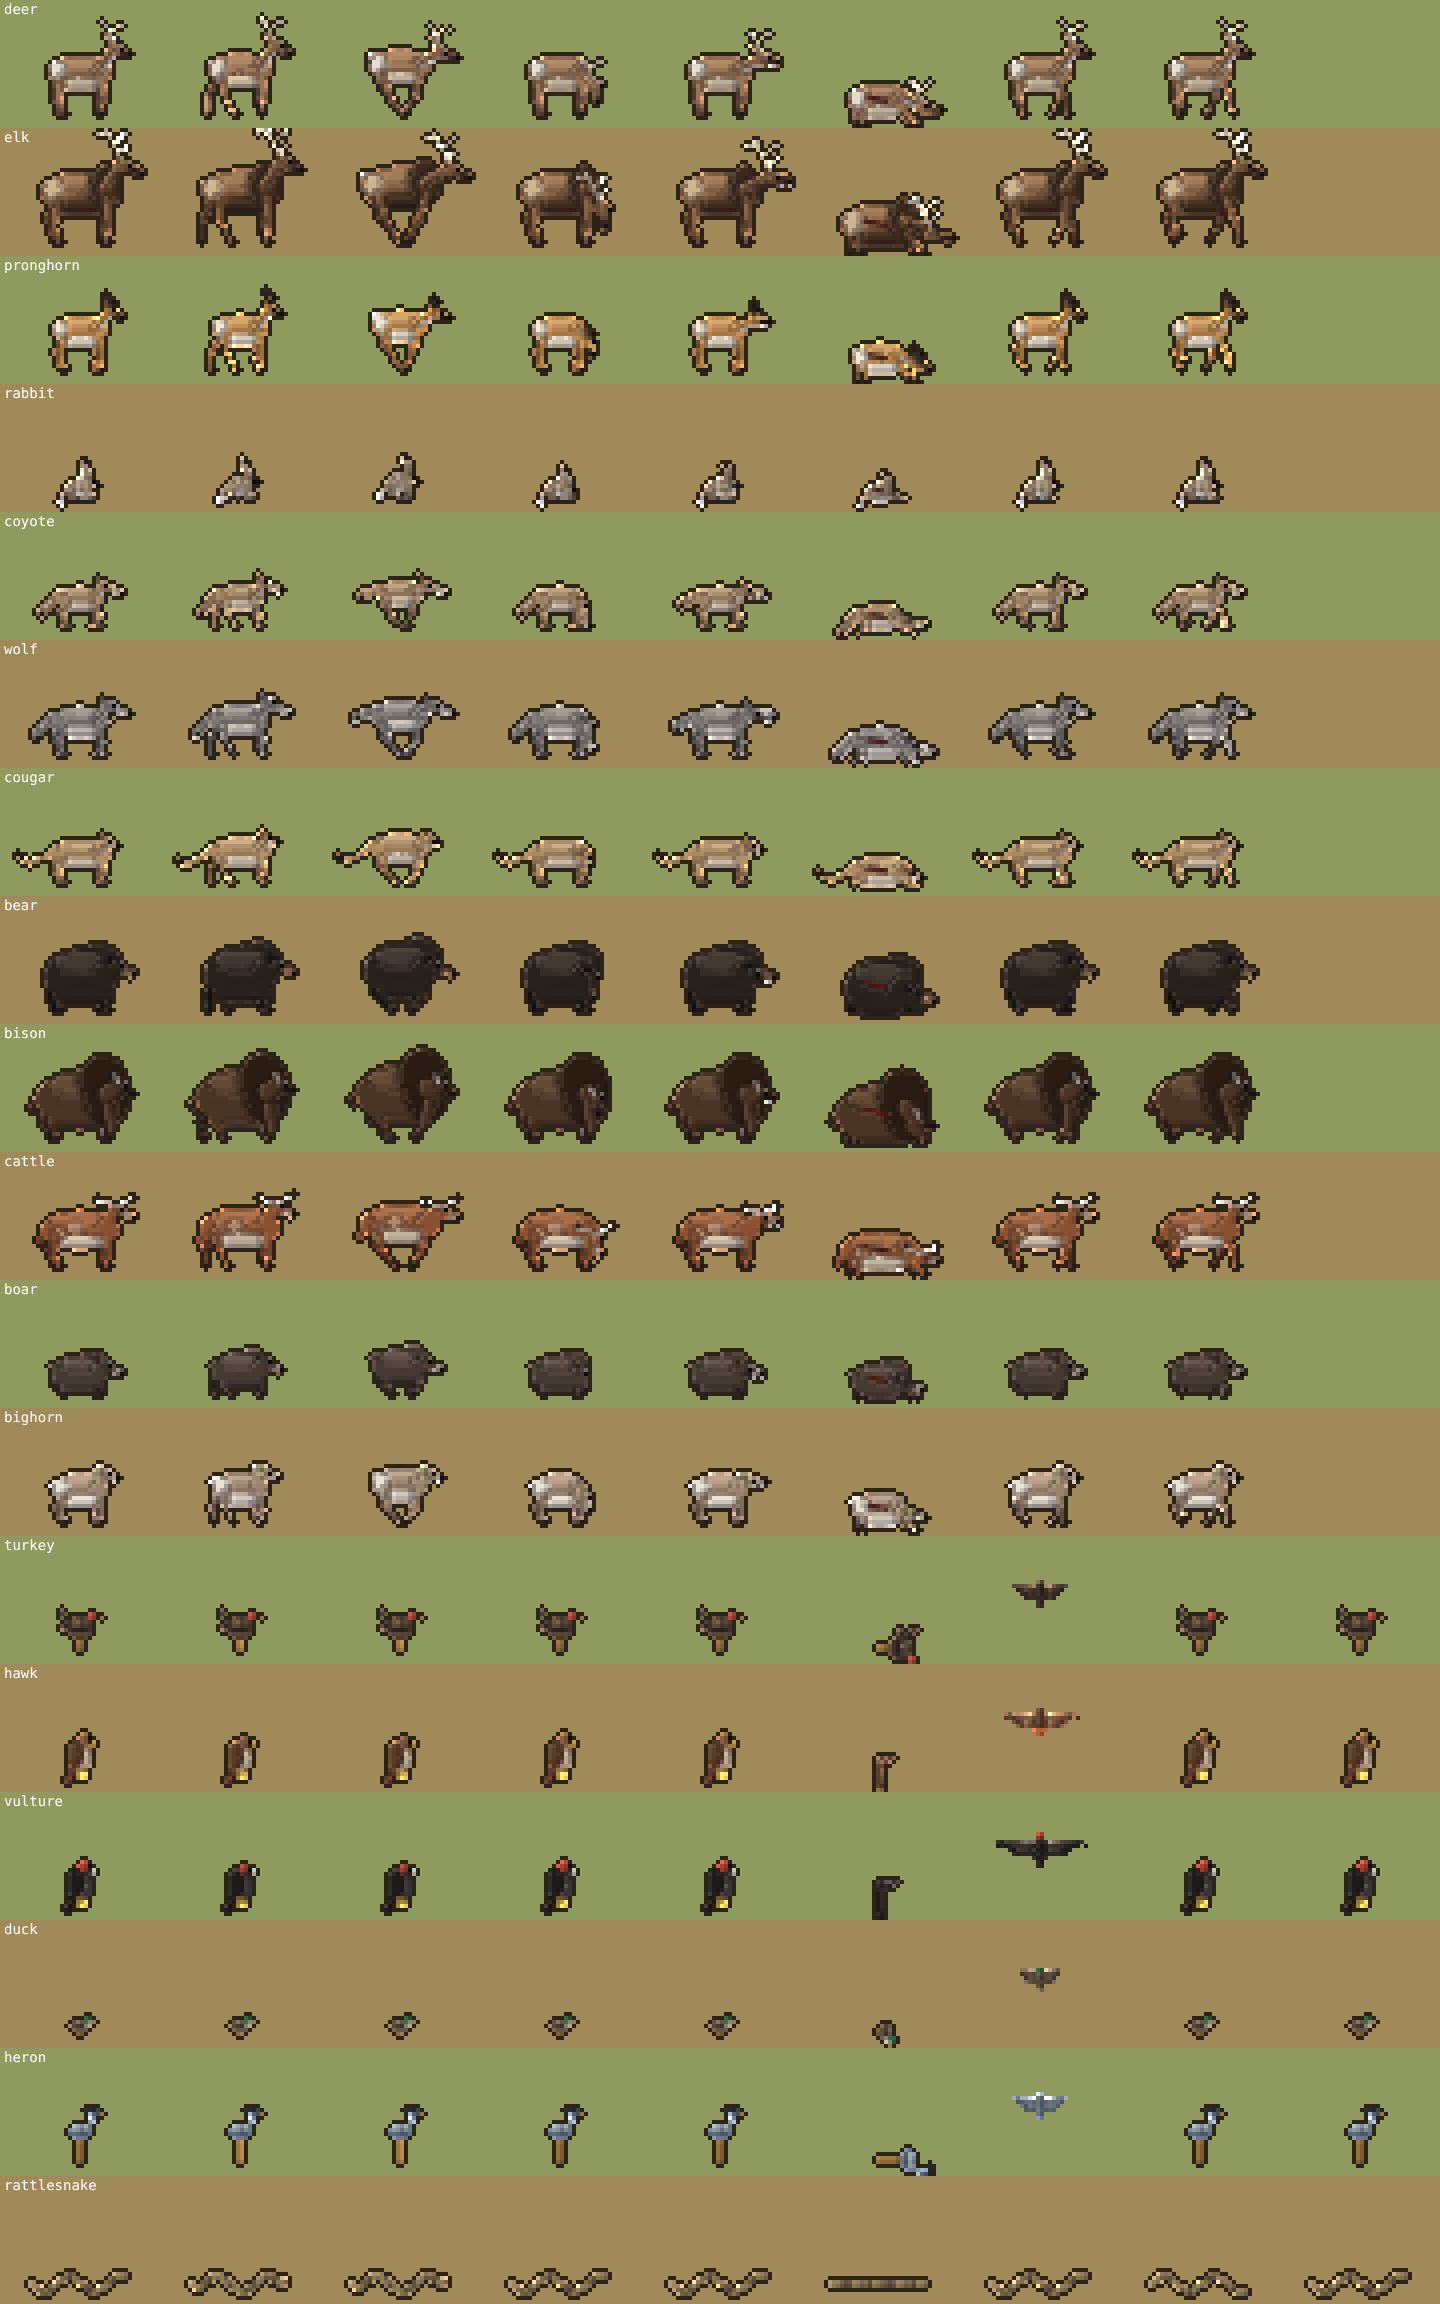 deer
elk
pronghorn
rabbit
coyote
wolf
cougar
bear
bison
cattle
boar
bighorn
turkey
hawk
vulture
duck
heron
rattlesnake